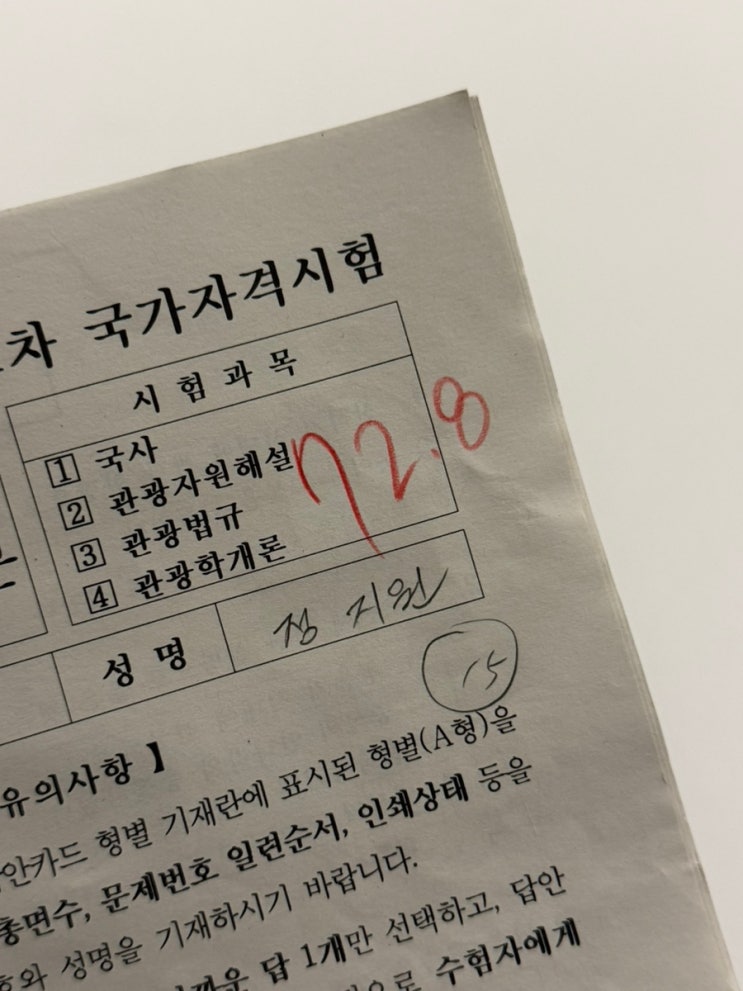 차 국가자격시험
시 험 과 목
1 국사
2 관광자원해설
3 관광법규
4 관광학개론
72.8
성 명
정 지원
15
유의사항 】
안카드 형별 기재란에 표시된 형별(A형)을
총면수, 문제번호 일련순서, 인쇄상태 등을
호와 성명을 기재하시기 바랍니다.
까운 답 1개만 선택하고, 답안
으로 수험자에게